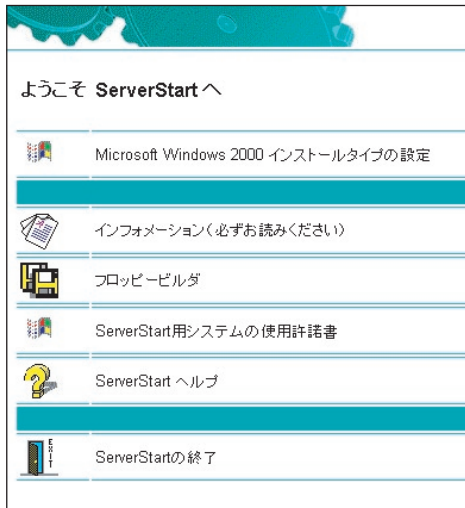 ようこそ ServerStart へ
Microsoft Windows 2000 インストールタイプの設定
インフォメーション(必ずお読みください)
フロッピービルダ
ServerStart用システムの使用許諾書
ServerStart ヘルプ
EXIT
ServerStartの終了